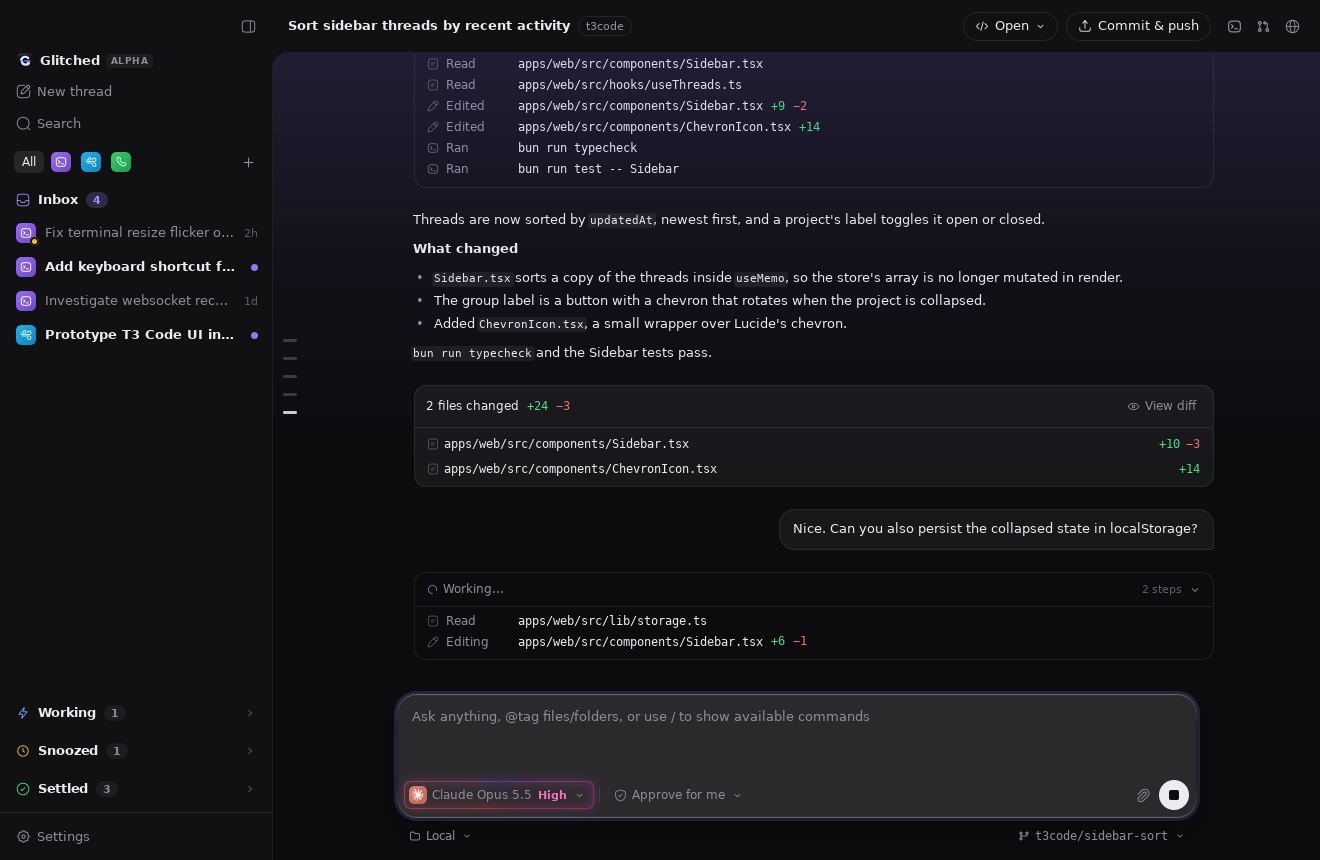 Glitched ALPHA
New thread
Search
All
Inbox 4
Fix terminal resize flicker o... 2h
Add keyboard shortcut f...
Investigate websocket rec... 1d
Prototype T3 Code UI in...
Working 1
Snoozed 1
Settled 3
Settings
Sort sidebar threads by recent activity t3code
Open
Commit & push
Read apps/web/src/components/Sidebar.tsx
Read apps/web/src/hooks/useThreads.ts
Edited apps/web/src/components/Sidebar.tsx +9 −2
Edited apps/web/src/components/ChevronIcon.tsx +14
Ran bun run typecheck
Ran bun run test -- Sidebar
Threads are now sorted by updatedAt, newest first, and a project's label toggles it open or closed.
What changed
• Sidebar.tsx sorts a copy of the threads inside useMemo, so the store's array is no longer mutated in render.
• The group label is a button with a chevron that rotates when the project is collapsed.
• Added ChevronIcon.tsx, a small wrapper over Lucide's chevron.
bun run typecheck and the Sidebar tests pass.
2 files changed +24 −3 View diff
apps/web/src/components/Sidebar.tsx +10 −3
apps/web/src/components/ChevronIcon.tsx +14
Nice. Can you also persist the collapsed state in localStorage?
Working... 2 steps
Read apps/web/src/lib/storage.ts
Editing apps/web/src/components/Sidebar.tsx +6 −1
Ask anything, @tag files/folders, or use / to show available commands
Claude Opus 5.5 High
Approve for me
Local
t3code/sidebar-sort